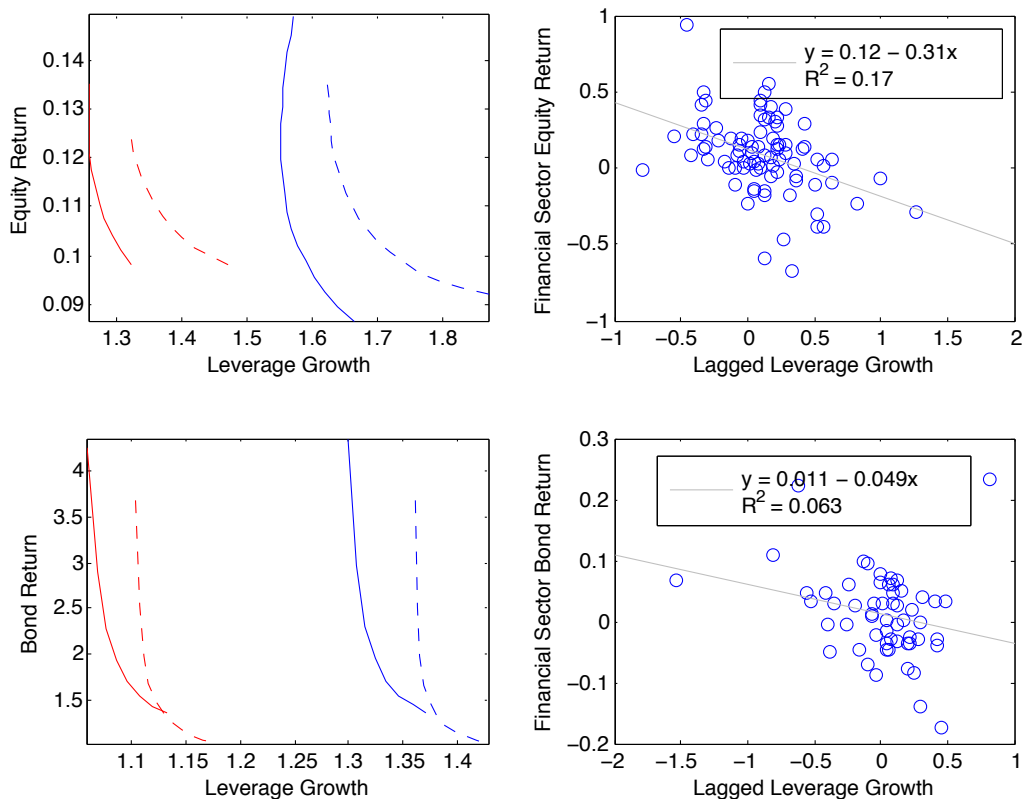 0.14
0.13
0.12
0.11
0.1
0.09
1.3 1.4 1.5 1.6 1.7 1.8
Equity Return
Leverage Growth
1
0.5
0
−0.5
−1
−1 −0.5 0 0.5 1 1.5 2
Financial Sector Equity Return
Lagged Leverage Growth
y = 0.12 − 0.31x
R² = 0.17
4
3.5
3
2.5
2
1.5
1.1 1.15 1.2 1.25 1.3 1.35 1.4
Bond Return
Leverage Growth
0.3
0.2
0.1
0
−0.1
−0.2
−2 −1.5 −1 −0.5 0 0.5 1
Financial Sector Bond Return
Lagged Leverage Growth
y = 0.011 − 0.049x
R² = 0.063